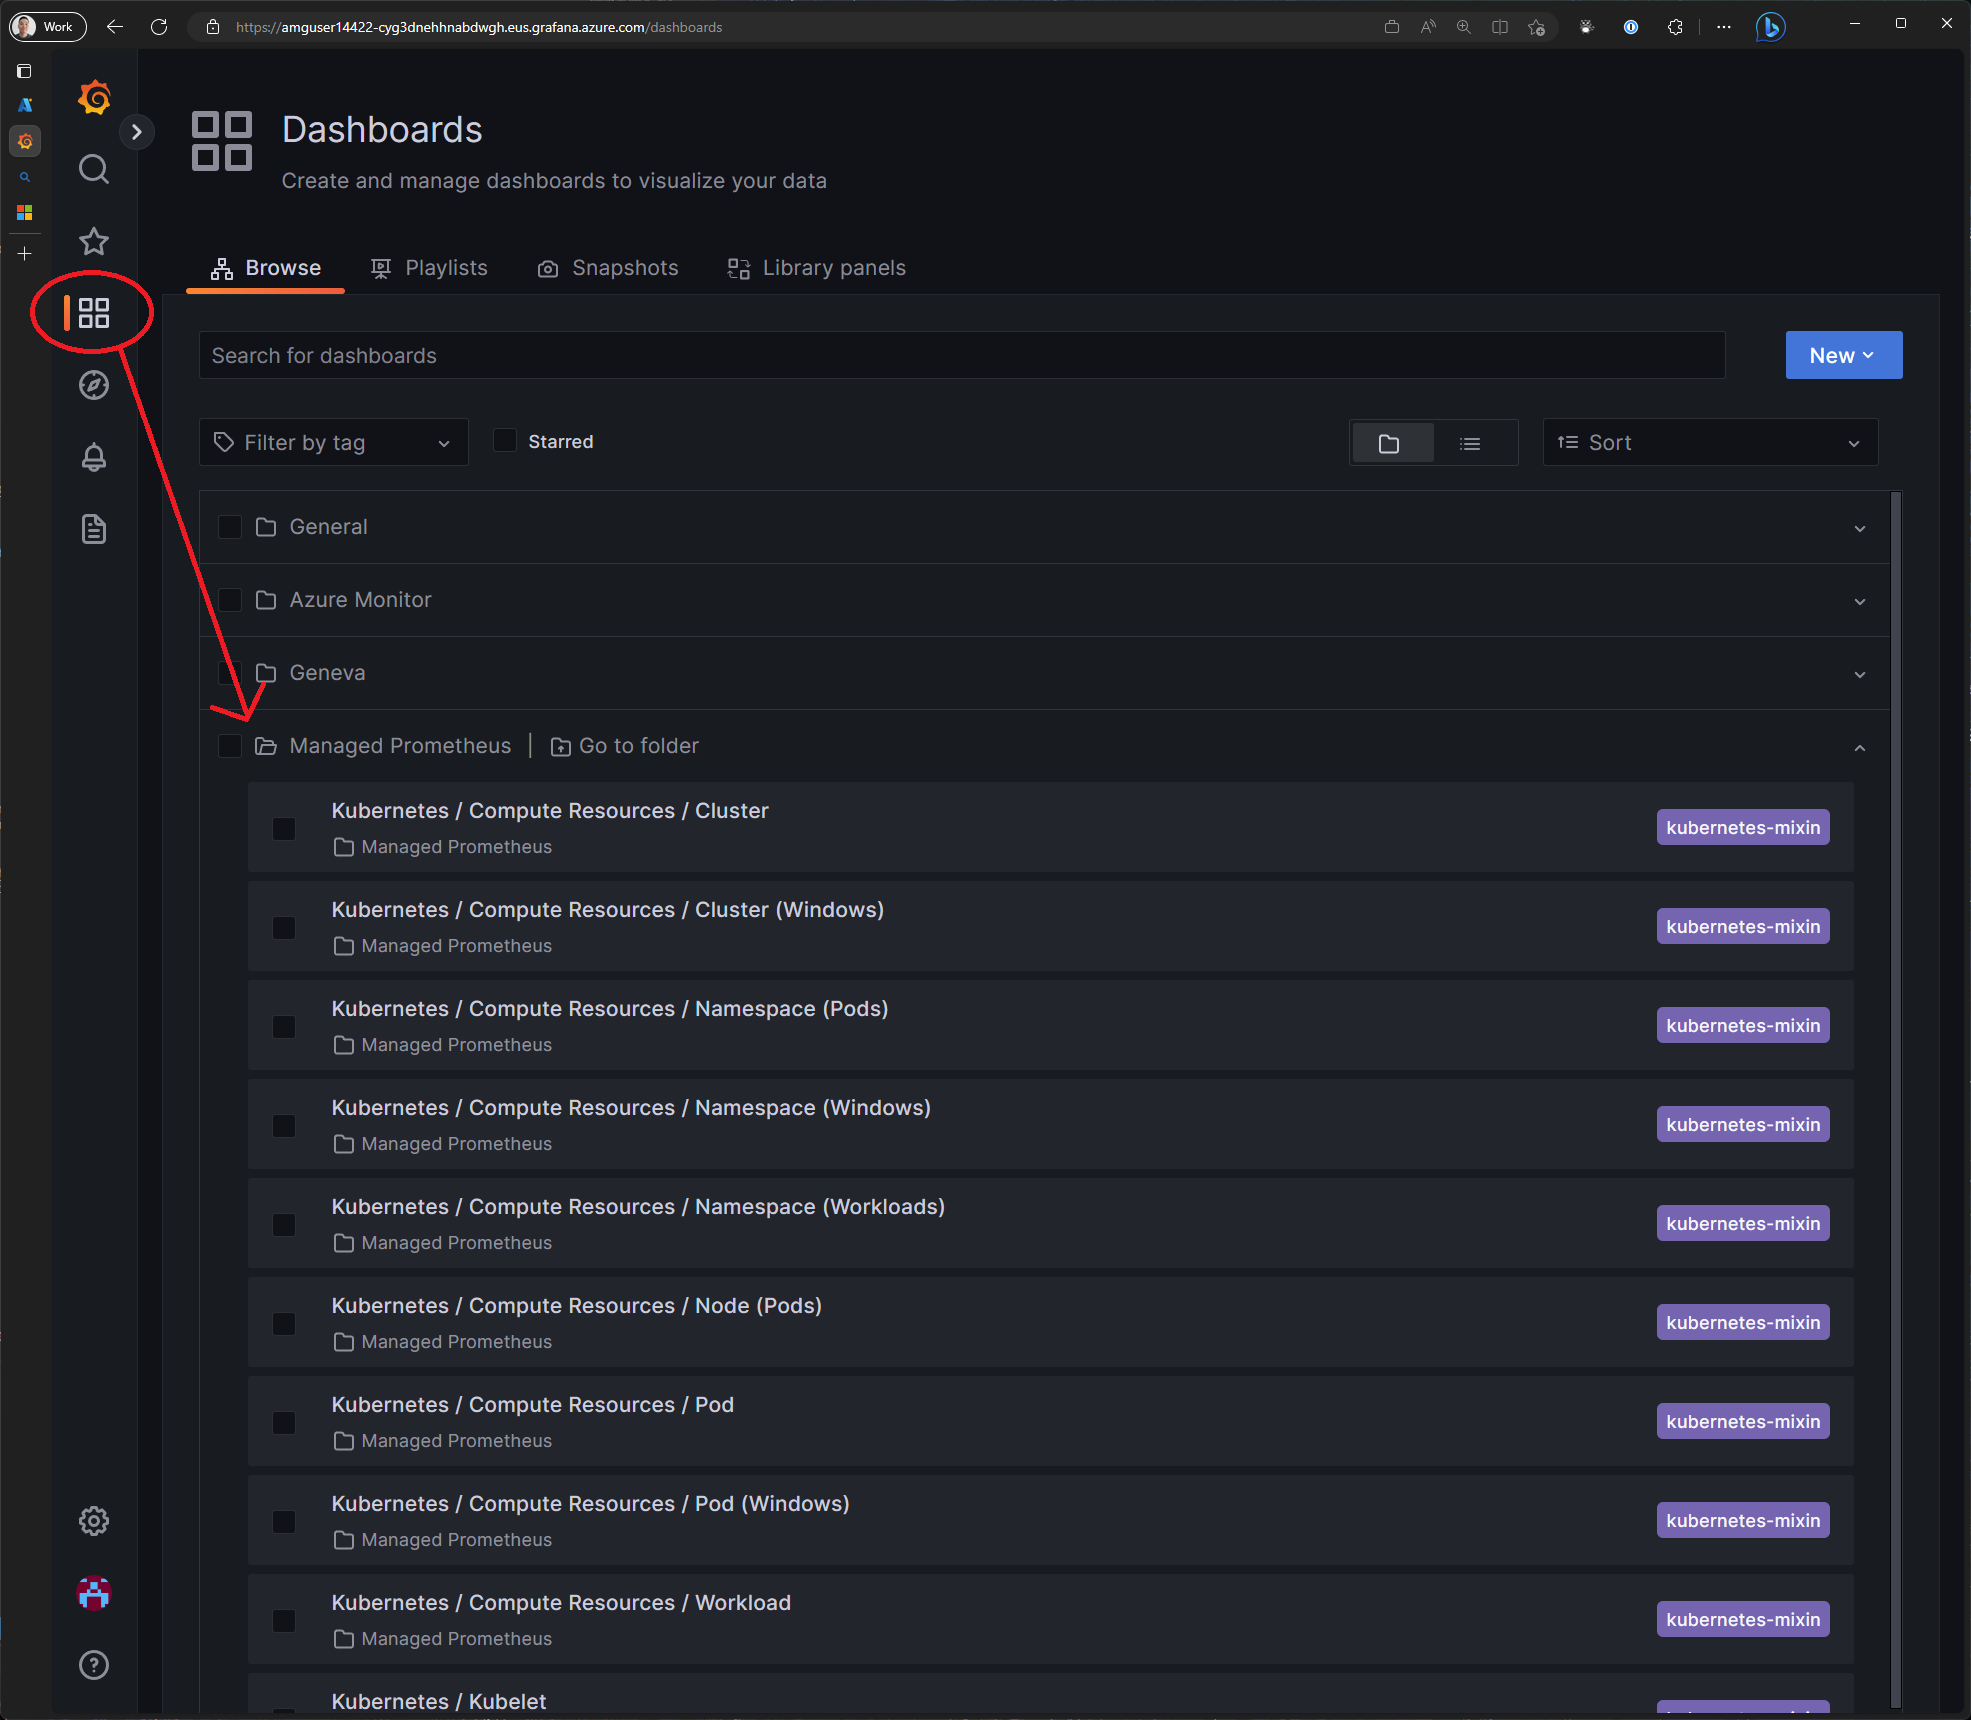 Work
https://amguser14422-cyg3dnehhnabdwgh.eus.grafana.azure.com/dashboards
Dashboards
Create and manage dashboards to visualize your data
Browse Playlists Snapshots Library panels
Search for dashboards
New
Filter by tag Starred Sort
General
Azure Monitor
Geneva
Managed Prometheus | Go to folder
Kubernetes / Compute Resources / Cluster
Managed Prometheus
kubernetes-mixin
Kubernetes / Compute Resources / Cluster (Windows)
Managed Prometheus
kubernetes-mixin
Kubernetes / Compute Resources / Namespace (Pods)
Managed Prometheus
kubernetes-mixin
Kubernetes / Compute Resources / Namespace (Windows)
Managed Prometheus
kubernetes-mixin
Kubernetes / Compute Resources / Namespace (Workloads)
Managed Prometheus
kubernetes-mixin
Kubernetes / Compute Resources / Node (Pods)
Managed Prometheus
kubernetes-mixin
Kubernetes / Compute Resources / Pod
Managed Prometheus
kubernetes-mixin
Kubernetes / Compute Resources / Pod (Windows)
Managed Prometheus
kubernetes-mixin
Kubernetes / Compute Resources / Workload
Managed Prometheus
kubernetes-mixin
Kubernetes / Kubelet